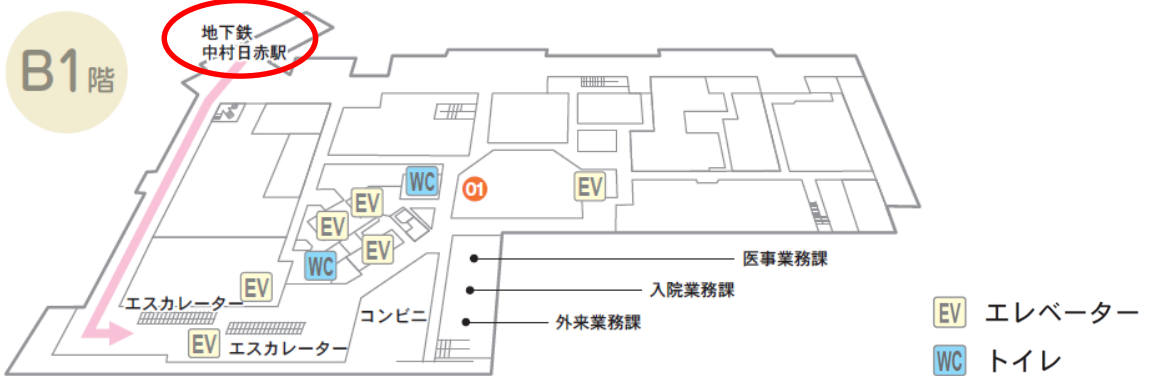 B1階
地下鉄
中村日赤駅
WC
01
EV
EV
EV
EV
WC
医事業務課
EV
入院業務課
エスカレーター
コンビニ
外来業務課
EV
エスカレーター
EV エレベーター
WC トイレ